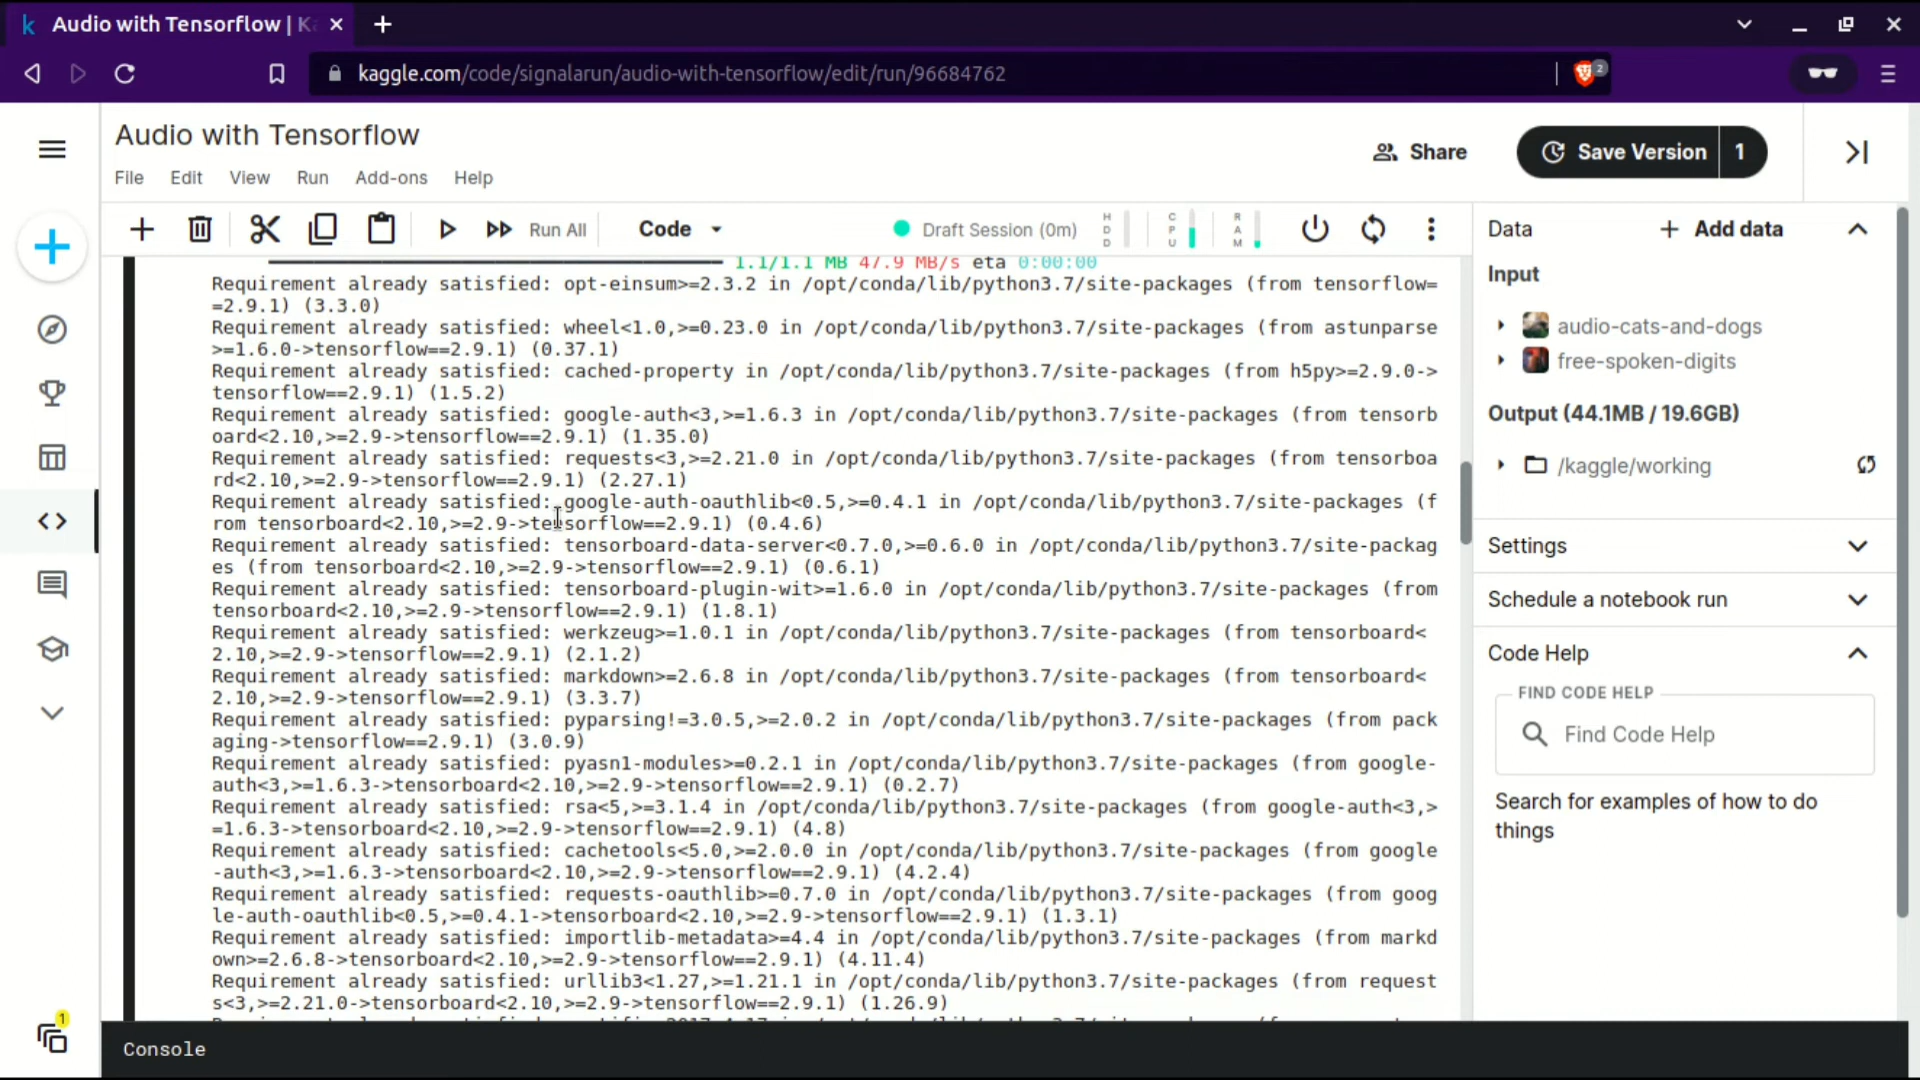 Audio with Tensorflow | K
kaggle.com/code/signalarun/audio-with-tensorflow/edit/run/96684762
2
Audio with Tensorflow
File Edit View Run Add-ons Help
Share
Save Version 1
Run All
Code
Draft Session (0m)
HDD
CPU
RAM
1.1/1.1 MB 47.9 MB/s eta 0:00:00
Requirement already satisfied: opt-einsum>=2.3.2 in /opt/conda/lib/python3.7/site-packages (from tensorflow=
=2.9.1) (3.3.0)
Requirement already satisfied: wheel<1.0,>=0.23.0 in /opt/conda/lib/python3.7/site-packages (from astunparse
>=1.6.0->tensorflow==2.9.1) (0.37.1)
Requirement already satisfied: cached-property in /opt/conda/lib/python3.7/site-packages (from h5py>=2.9.0->
tensorflow==2.9.1) (1.5.2)
Requirement already satisfied: google-auth<3,>=1.6.3 in /opt/conda/lib/python3.7/site-packages (from tensorb
oard<2.10,>=2.9->tensorflow==2.9.1) (1.35.0)
Requirement already satisfied: requests<3,>=2.21.0 in /opt/conda/lib/python3.7/site-packages (from tensorboa
rd<2.10,>=2.9->tensorflow==2.9.1) (2.27.1)
Requirement already satisfied: google-auth-oauthlib<0.5,>=0.4.1 in /opt/conda/lib/python3.7/site-packages (f
rom tensorboard<2.10,>=2.9->tensorflow==2.9.1) (0.4.6)
Requirement already satisfied: tensorboard-data-server<0.7.0,>=0.6.0 in /opt/conda/lib/python3.7/site-packag
es (from tensorboard<2.10,>=2.9->tensorflow==2.9.1) (0.6.1)
Requirement already satisfied: tensorboard-plugin-wit>=1.6.0 in /opt/conda/lib/python3.7/site-packages (from
tensorboard<2.10,>=2.9->tensorflow==2.9.1) (1.8.1)
Requirement already satisfied: werkzeug>=1.0.1 in /opt/conda/lib/python3.7/site-packages (from tensorboard<
2.10,>=2.9->tensorflow==2.9.1) (2.1.2)
Requirement already satisfied: markdown>=2.6.8 in /opt/conda/lib/python3.7/site-packages (from tensorboard<
2.10,>=2.9->tensorflow==2.9.1) (3.3.7)
Requirement already satisfied: pyparsing!=3.0.5,>=2.0.2 in /opt/conda/lib/python3.7/site-packages (from pack
aging->tensorflow==2.9.1) (3.0.9)
Requirement already satisfied: pyasn1-modules>=0.2.1 in /opt/conda/lib/python3.7/site-packages (from google-
auth<3,>=1.6.3->tensorboard<2.10,>=2.9->tensorflow==2.9.1) (0.2.7)
Requirement already satisfied: rsa<5,>=3.1.4 in /opt/conda/lib/python3.7/site-packages (from google-auth<3,>
=1.6.3->tensorboard<2.10,>=2.9->tensorflow==2.9.1) (4.8)
Requirement already satisfied: cachetools<5.0,>=2.0.0 in /opt/conda/lib/python3.7/site-packages (from google
-auth<3,>=1.6.3->tensorboard<2.10,>=2.9->tensorflow==2.9.1) (4.2.4)
Requirement already satisfied: requests-oauthlib>=0.7.0 in /opt/conda/lib/python3.7/site-packages (from goog
le-auth-oauthlib<0.5,>=0.4.1->tensorboard<2.10,>=2.9->tensorflow==2.9.1) (1.3.1)
Requirement already satisfied: importlib-metadata>=4.4 in /opt/conda/lib/python3.7/site-packages (from markd
own>=2.6.8->tensorboard<2.10,>=2.9->tensorflow==2.9.1) (4.11.4)
Requirement already satisfied: urllib3<1.27,>=1.21.1 in /opt/conda/lib/python3.7/site-packages (from request
s<3,>=2.21.0->tensorboard<2.10,>=2.9->tensorflow==2.9.1) (1.26.9)
Data
Add data
Input
audio-cats-and-dogs
free-spoken-digits
Output (44.1MB / 19.6GB)
/kaggle/working
Settings
Schedule a notebook run
Code Help
FIND CODE HELP
Find Code Help
Search for examples of how to do
things
1
Console